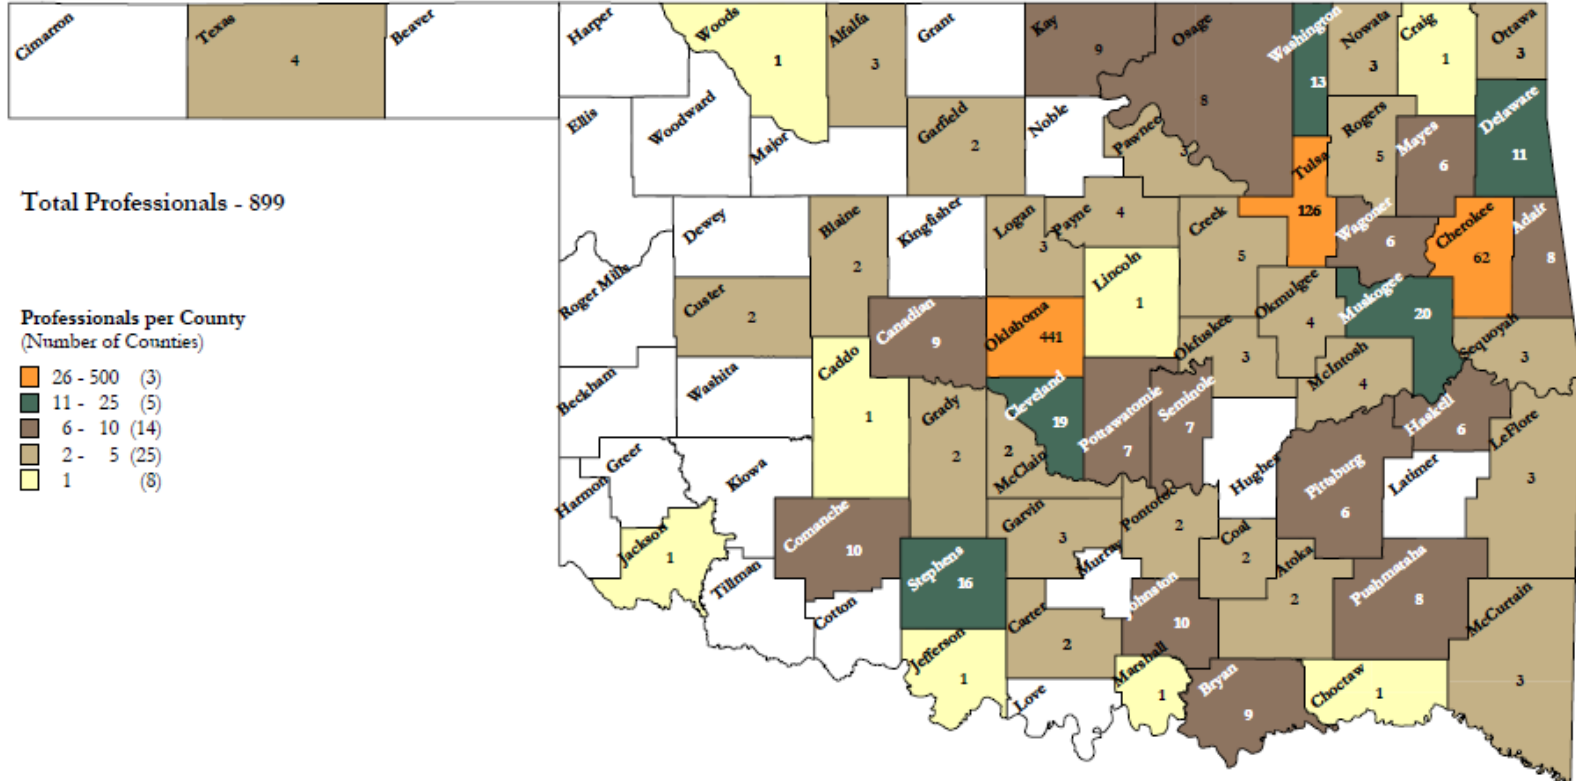 Cimarron
Texas
4
Beaver
Harper
Woods
1
Alfalfa
3
Grant
Kay
9
Osage
8
Washington
13
Nowata
3
Craig
1
Ottawa
3
Ellis
Woodward
Major
Garfield
2
Noble
Pawnee
3
Rogers
5
Mayes
6
Delaware
11
Tulsa
126
Total Professionals - 899
Dewey
Blaine
2
Kingfisher
Logan
3
Payne
4
Creek
5
Wagoner
6
Cherokee
62
Adair
8
Roger Mills
Custer
2
Lincoln
1
Okmulgee
4
Muskogee
20
Professionals per County
(Number of Counties)
26 - 500 (3)
11 - 25 (5)
6 - 10 (14)
2 - 5 (25)
1 (8)
Canadian
9
Oklahoma
441
Okfuskee
3
McIntosh
4
Sequoyah
3
Beckham
Washita
Caddo
1
Grady
2
Cleveland
19
Pottawatomie
7
Seminole
7
Haskell
6
LeFlore
3
Greer
Harmon
Kiowa
2
McClain
Hughes
Pittsburg
6
Latimer
Jackson
1
Comanche
10
Garvin
3
Pontotoc
2
Coal
2
Atoka
2
Pushmataha
8
McCurtain
3
Tillman
Cotton
Stephens
16
Murray
Carter
2
Johnston
10
Jefferson
1
Love
Marshall
1
Bryan
9
Choctaw
1